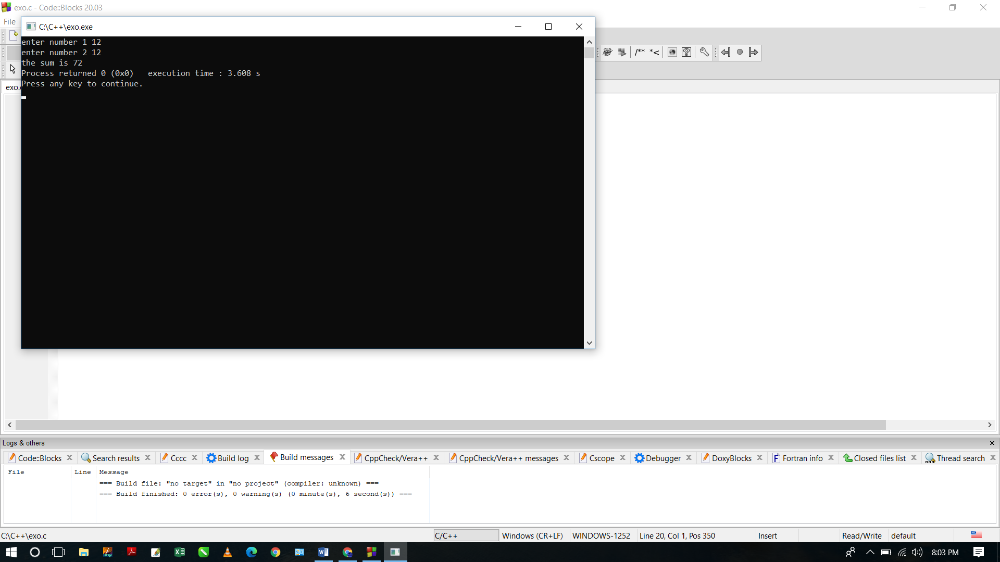 exo.c - Code::Blocks 20.03
File
C:\C++\exo.exe
enter number 1 12
enter number 2 12
the sum is 72
Process returned 0 (0x0)   execution time : 3.608 s
Press any key to continue.
/** *<
exo.
Logs & others
Code::Blocks Search results Cccc Build log Build messages CppCheck/Vera++ CppCheck/Vera++ messages Cscope Debugger DoxyBlocks Fortran info Closed files list Thread search
File Line Message
=== Build file: "no target" in "no project" (compiler: unknown) ===
=== Build finished: 0 error(s), 0 warning(s) (0 minute(s), 6 second(s)) ===
C:\C++\exo.c C/C++ Windows (CR+LF) WINDOWS-1252 Line 20, Col 1, Pos 350 Insert Read/Write default
8:03 PM